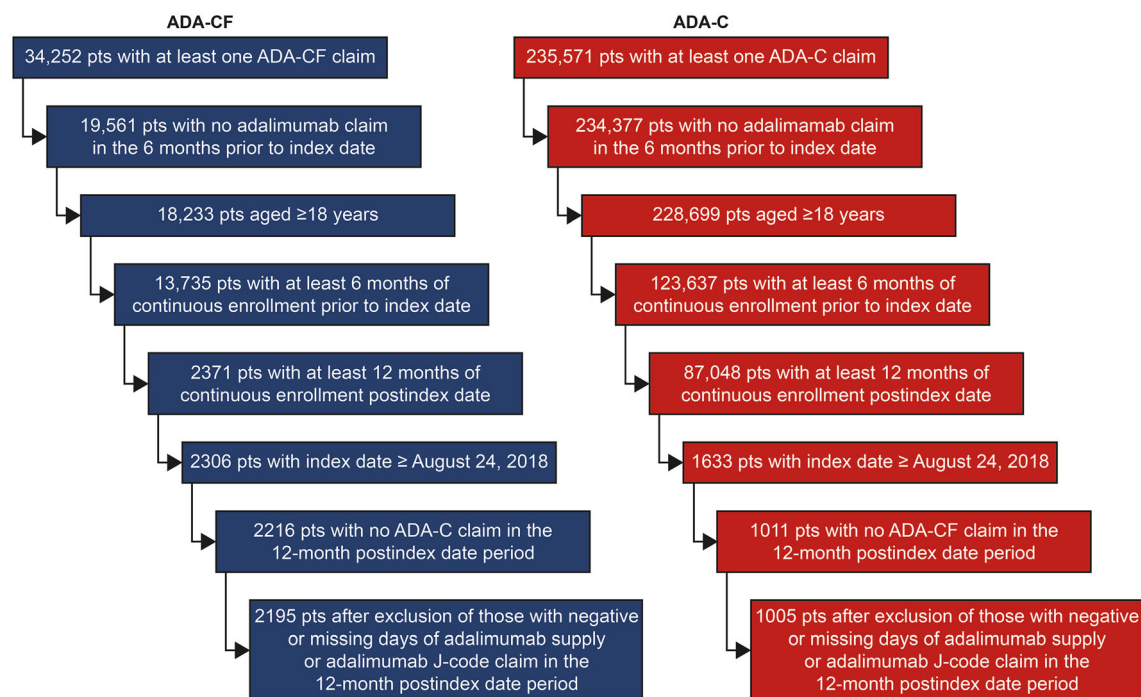 ADA-CF
34,252 pts with at least one ADA-CF claim
19,561 pts with no adalimumab claim
in the 6 months prior to index date
18,233 pts aged ≥18 years
13,735 pts with at least 6 months of
continuous enrollment prior to index date
2371 pts with at least 12 months of
continuous enrollment postindex date
2306 pts with index date ≥ August 24, 2018
2216 pts with no ADA-C claim in the
12-month postindex date period
2195 pts after exclusion of those with negative
or missing days of adalimumab supply
or adalimumab J-code claim in the
12-month postindex date period
ADA-C
235,571 pts with at least one ADA-C claim
234,377 pts with no adalimamab claim
in the 6 months prior to index date
228,699 pts aged ≥18 years
123,637 pts with at least 6 months of
continuous enrollment prior to index date
87,048 pts with at least 12 months of
continuous enrollment postindex date
1633 pts with index date ≥ August 24, 2018
1011 pts with no ADA-CF claim in the
12-month postindex date period
1005 pts after exclusion of those with negative
or missing days of adalimumab supply
or adalimumab J-code claim in the
12-month postindex date period